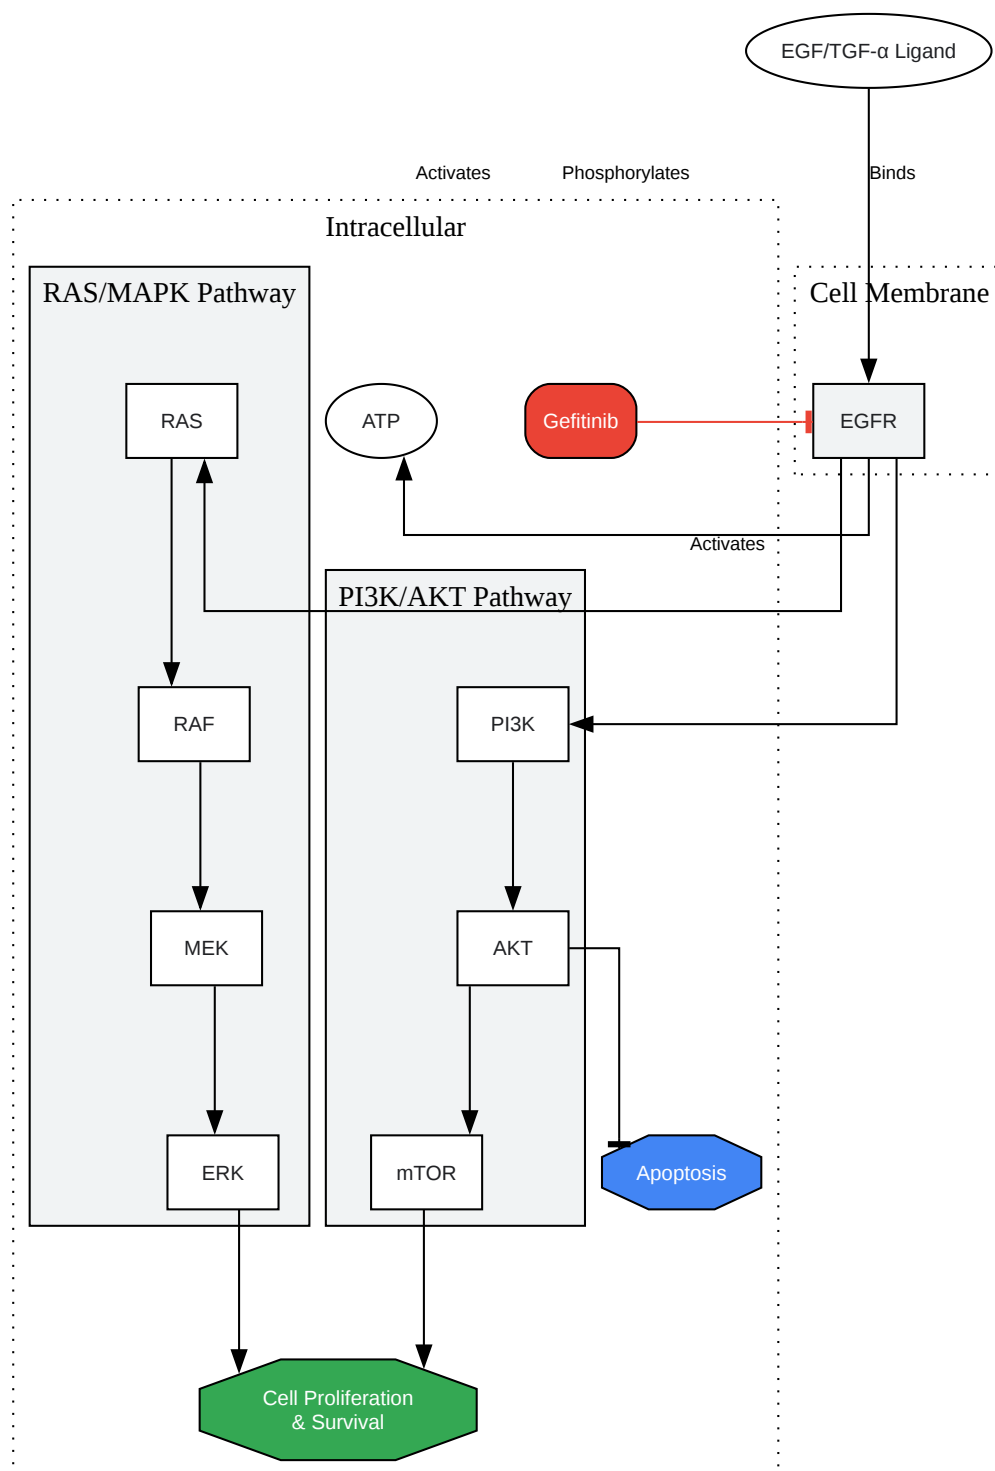 EGF/TGF-α Ligand
Activates
Phosphorylates
Binds
Intracellular
RAS/MAPK Pathway
Cell Membrane
RAS
ATP
Gefitinib
EGFR
Activates
PI3K/AKT Pathway
RAF
PI3K
MEK
AKT
ERK
mTOR
Apoptosis
Cell Proliferation
& Survival